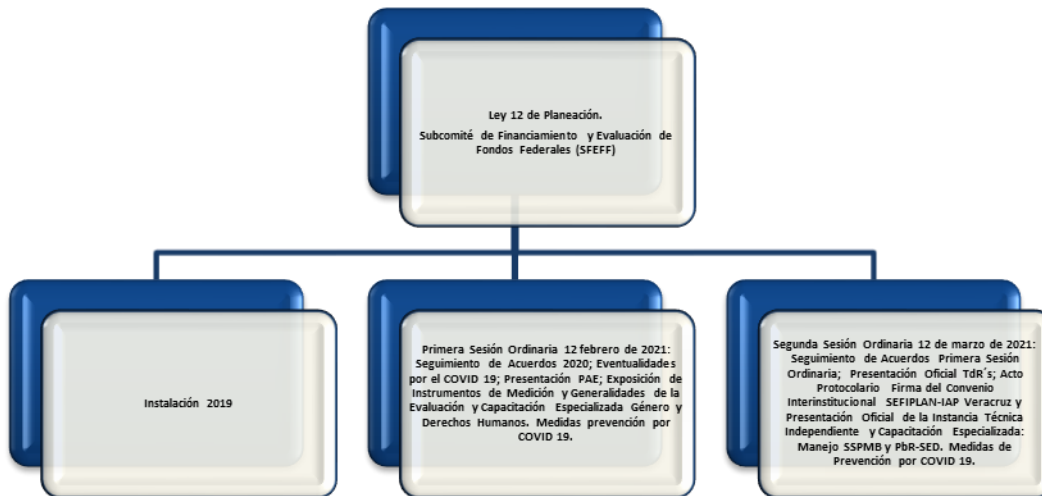 Ley 12 de Planeación.
Subcomité de Financiamiento y Evaluación de
Fondos Federales (SFEFF)
Instalación 2019
Primera Sesión Ordinaria 12 febrero de 2021:
Seguimiento de Acuerdos 2020; Eventualidades
por el COVID 19; Presentación PAE; Exposición de
Instrumentos de Medición y Generalidades de la
Evaluación y Capacitación Especializada Género y
Derechos Humanos. Medidas prevención por
COVID 19.
Segunda Sesión Ordinaria 12 de marzo de 2021:
Seguimiento de Acuerdos Primera Sesión
Ordinaria; Presentación Oficial TdR´s; Acto
Protocolario Firma del Convenio
Interinstitucional SEFIPLAN-IAP Veracruz y
Presentación Oficial de la Instancia Técnica
Independiente y Capacitación Especializada:
Manejo SSPMB y PbR-SED. Medidas de
Prevención por COVID 19.